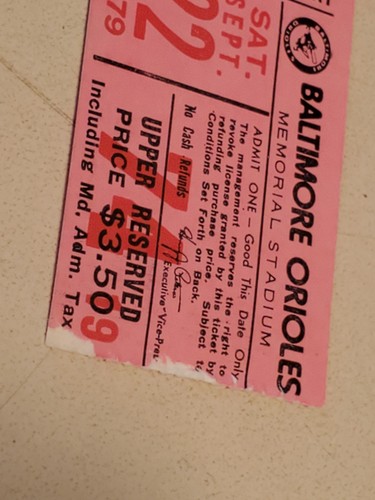 BALTIMORE ORIOLES
MEMORIAL STADIUM
ADMIT ONE — Good This Date Only
The management reserves the right to
revoke license granted by this ticket by
refunding purchase price. Subject to
Conditions Set Forth on Back.
No Cash Refunds
Executive-Vice-Pres.
SAT.
SEPT.
22
79
UPPER RESERVED
PRICE $3.50
Including Md. Adm. Tax